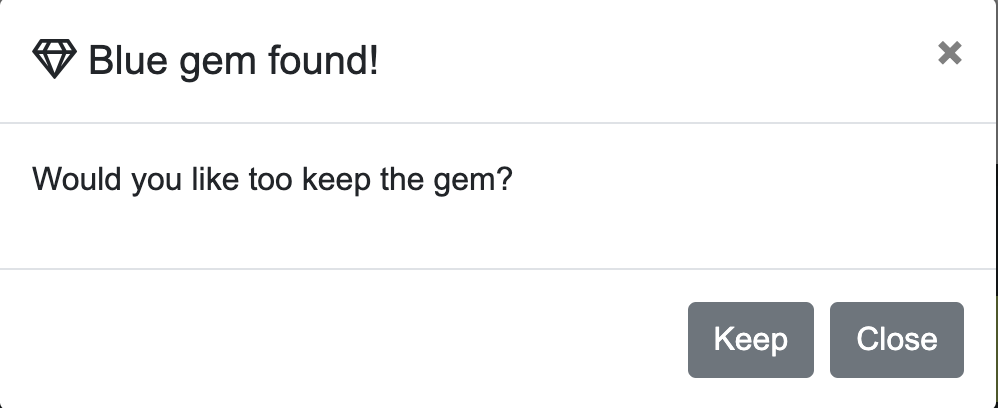 Blue gem found!
Would you like too keep the gem?
Keep
Close